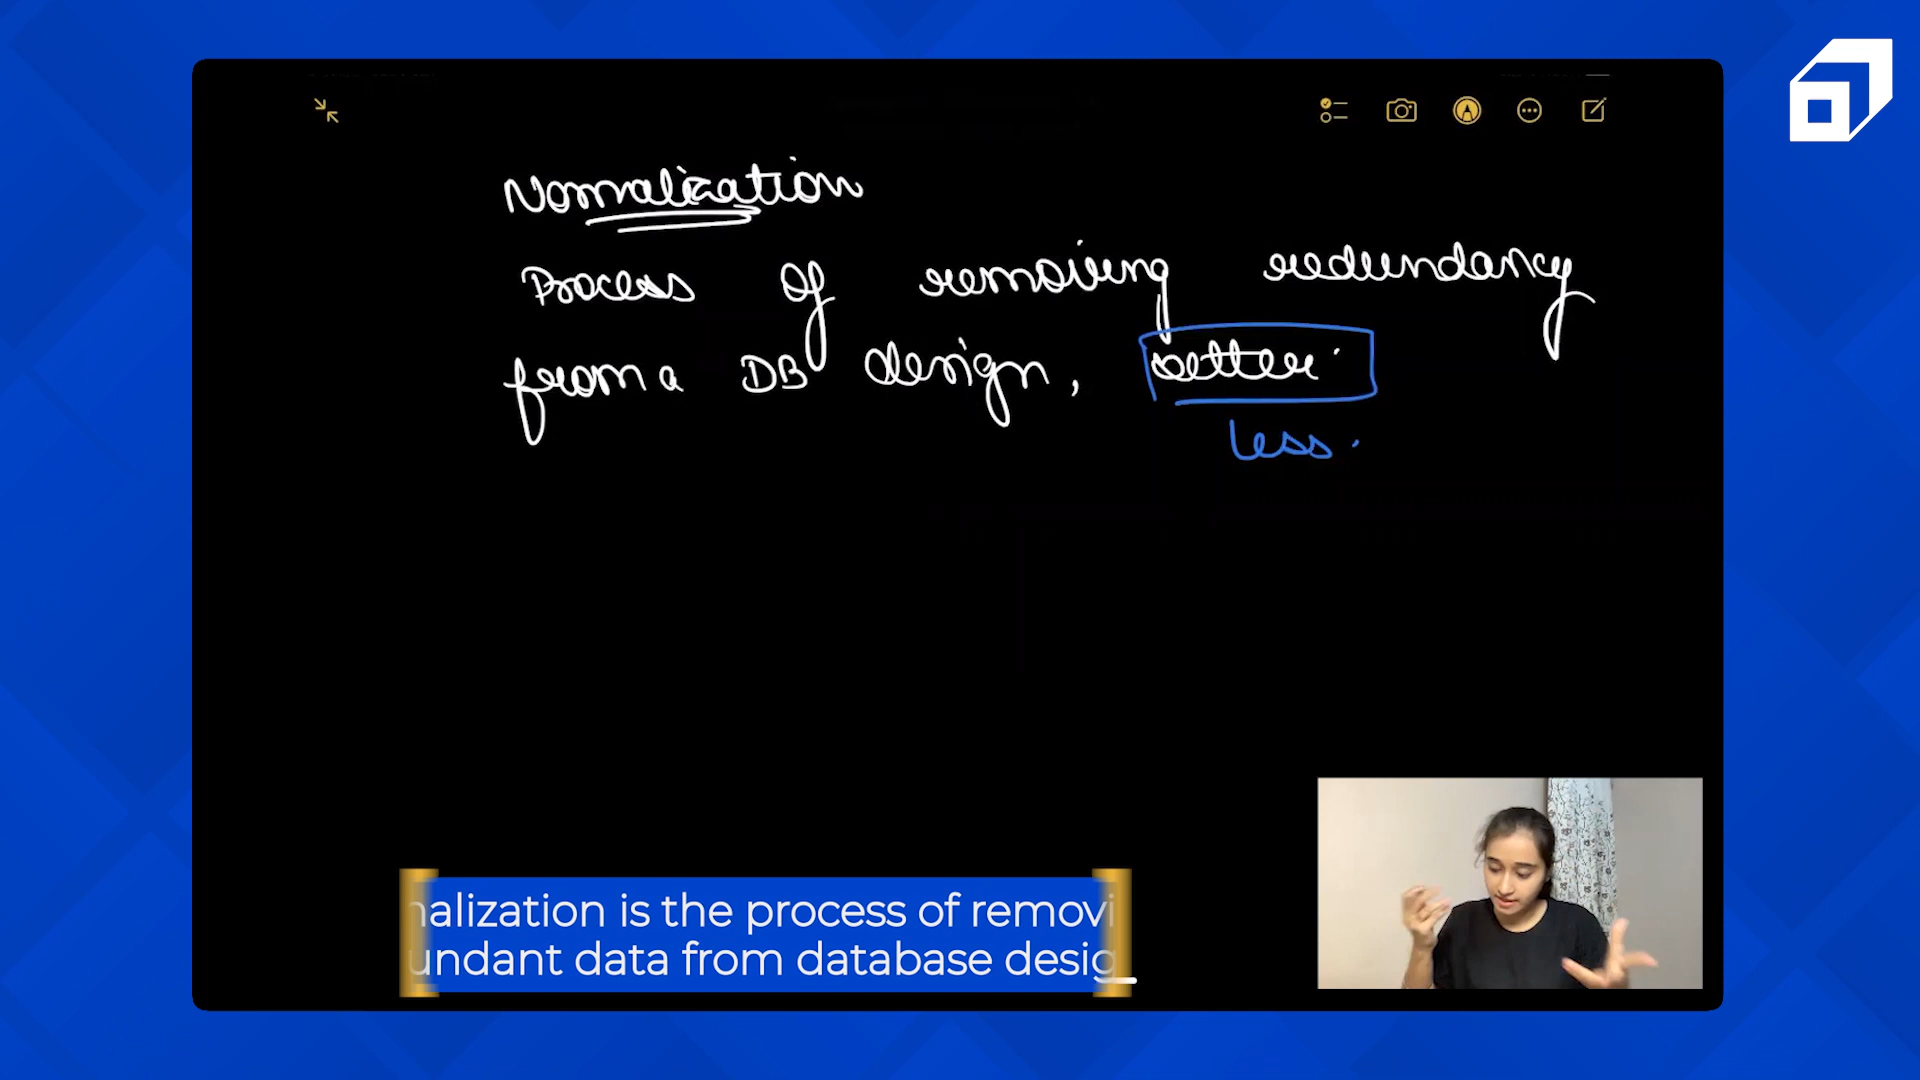 Normalization
Process of removing redundancy
from a DB design, better.
less.
nalization is the process of removi
undant data from database desig